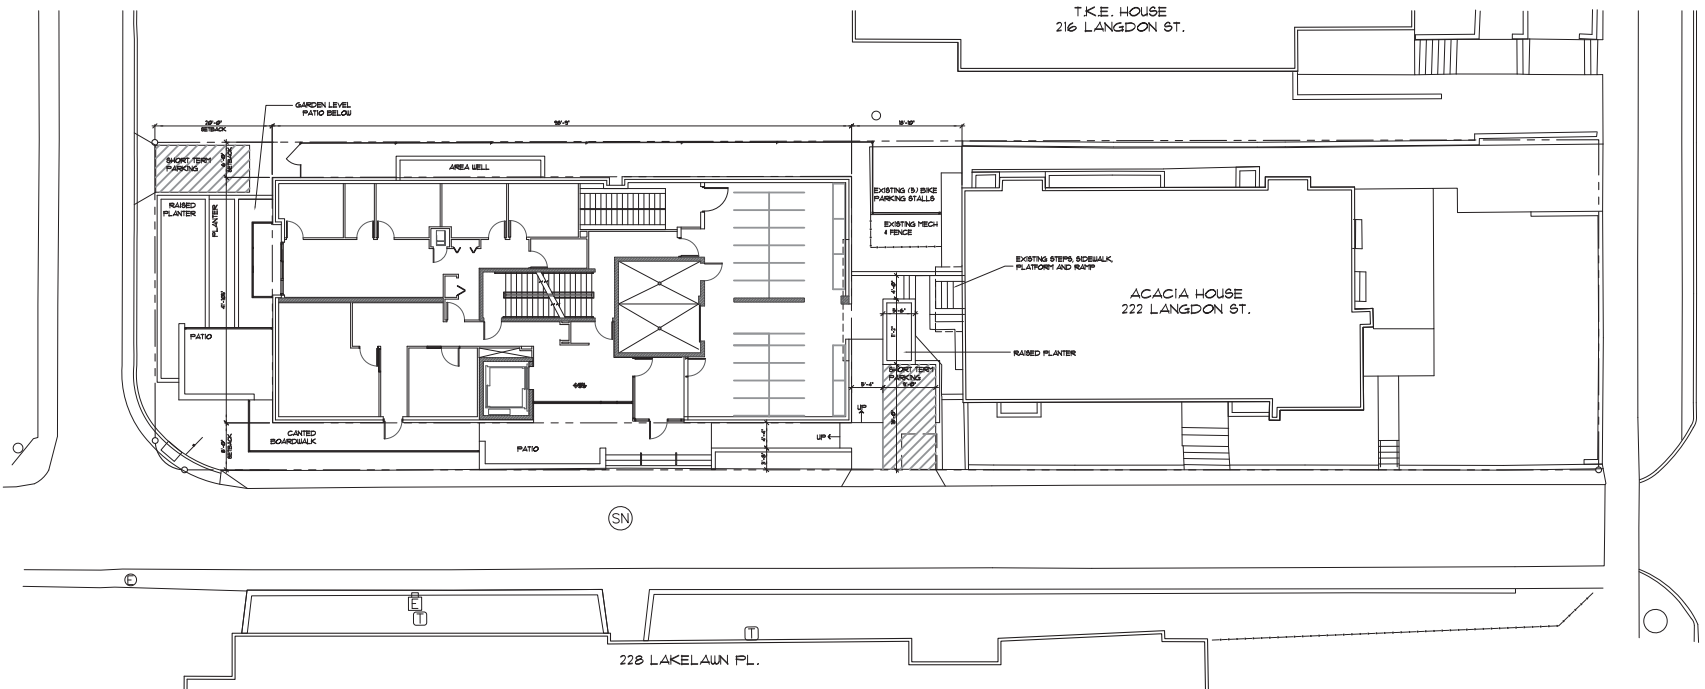 T.K.E. HOUSE
216 LANGDON ST.
GARDEN LEVEL
PATIO BELOW
SETBACK
SHORT TERM
PARKING
SETBACK
AREA WELL
RAISED
PLANTER
PLANTER
EXISTING (5) BIKE
PARKING STALLS
EXISTING MECH
& FENCE
EXISTING STEPS, SIDEWALK,
PLATFORM AND RAMP
ACACIA HOUSE
222 LANGDON ST.
PATIO
RAISED PLANTER
SHORT TERM
PARKING
UP
CANTED
BOARDWALK
SETBACK
PATIO
UP
SN
E
E
T
T
228 LAKELAWN PL.